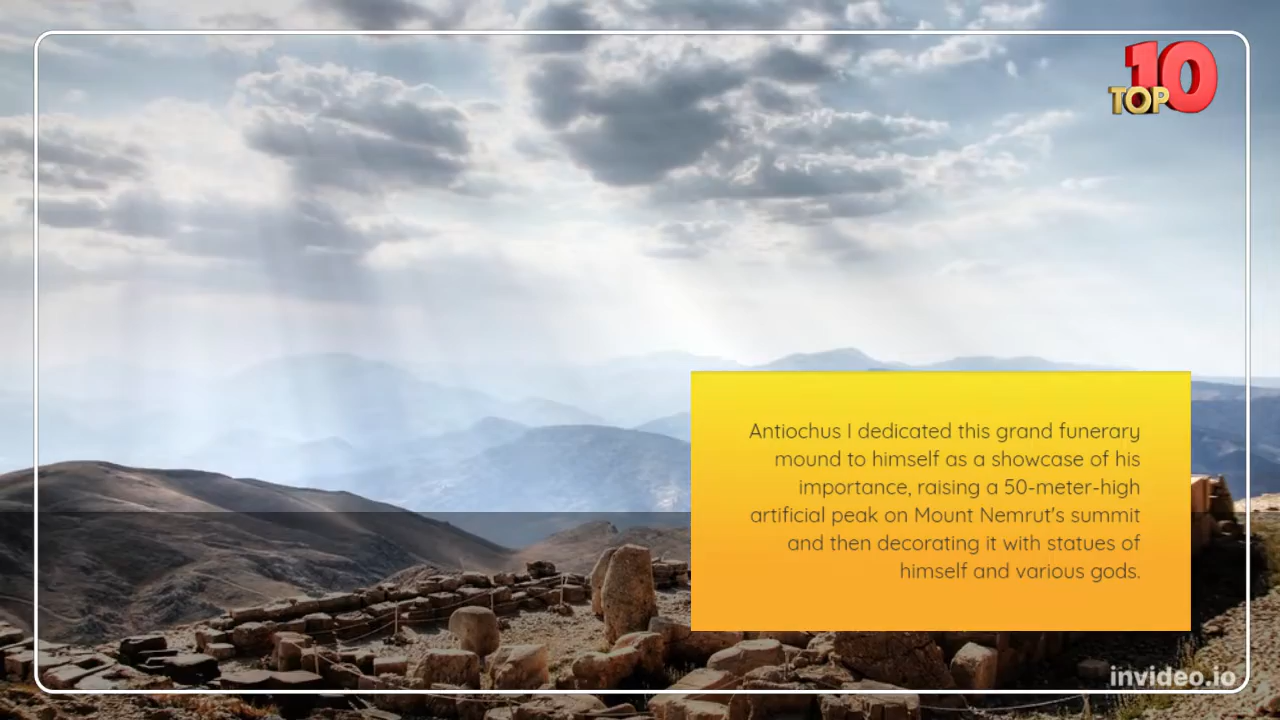 TOP 10
Antiochus I dedicated this grand funerary
mound to himself as a showcase of his
importance, raising a 50-meter-high
artificial peak on Mount Nemrut's summit
and then decorating it with statues of
himself and various gods.
invideo.io